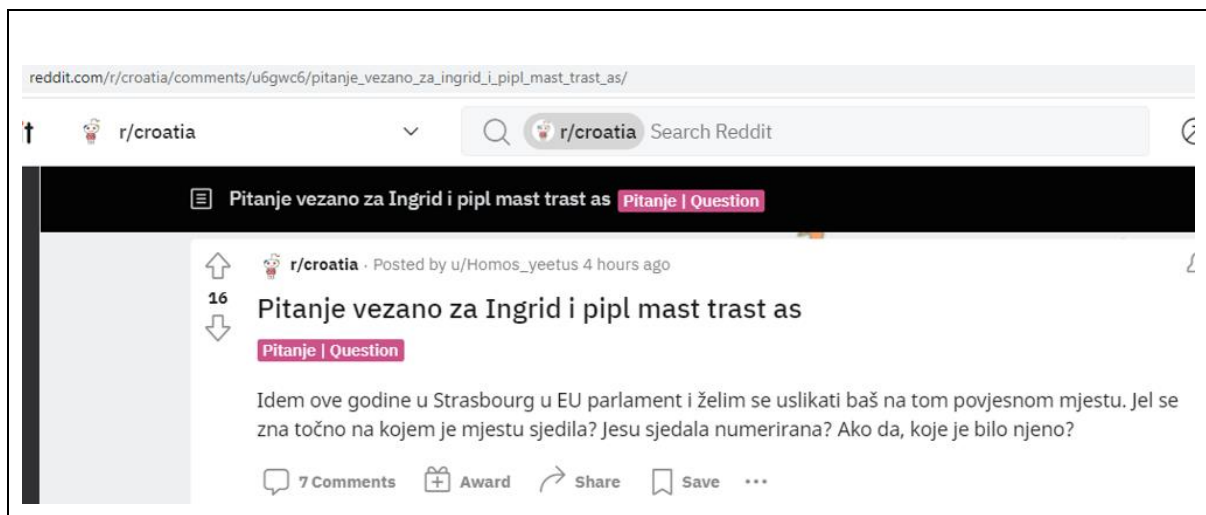 reddit.com/r/croatia/comments/u6gwc6/pitanje_vezano_za_ingrid_i_pipl_mast_trast_as/
it r/croatia r/croatia Search Reddit
Pitanje vezano za Ingrid i pipl mast trast as Pitanje | Question
r/croatia · Posted by u/Homos_yeetus 4 hours ago
16
Pitanje vezano za Ingrid i pipl mast trast as
Pitanje | Question
Idem ove godine u Strasbourg u EU parlament i želim se uslikati baš na tom povjesnom mjestu. Jel se
zna točno na kojem je mjestu sjedila? Jesu sjedala numerirana? Ako da, koje je bilo njeno?
7 Comments Award Share Save ...